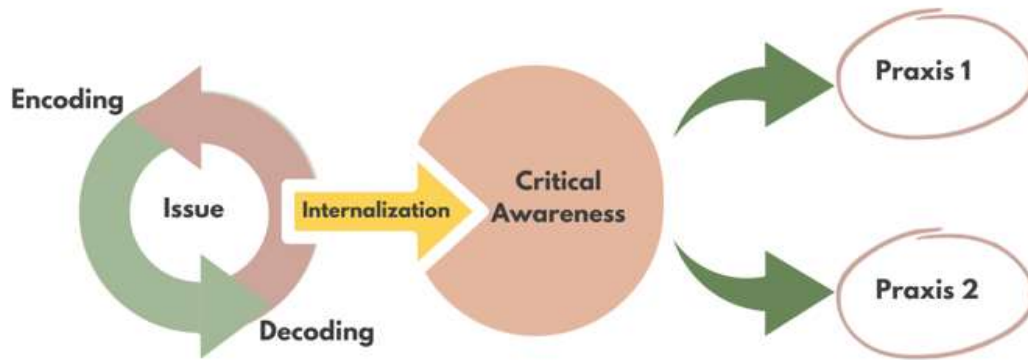 Encoding
Issue
Decoding
Internalization
Critical
Awareness
Praxis 1
Praxis 2